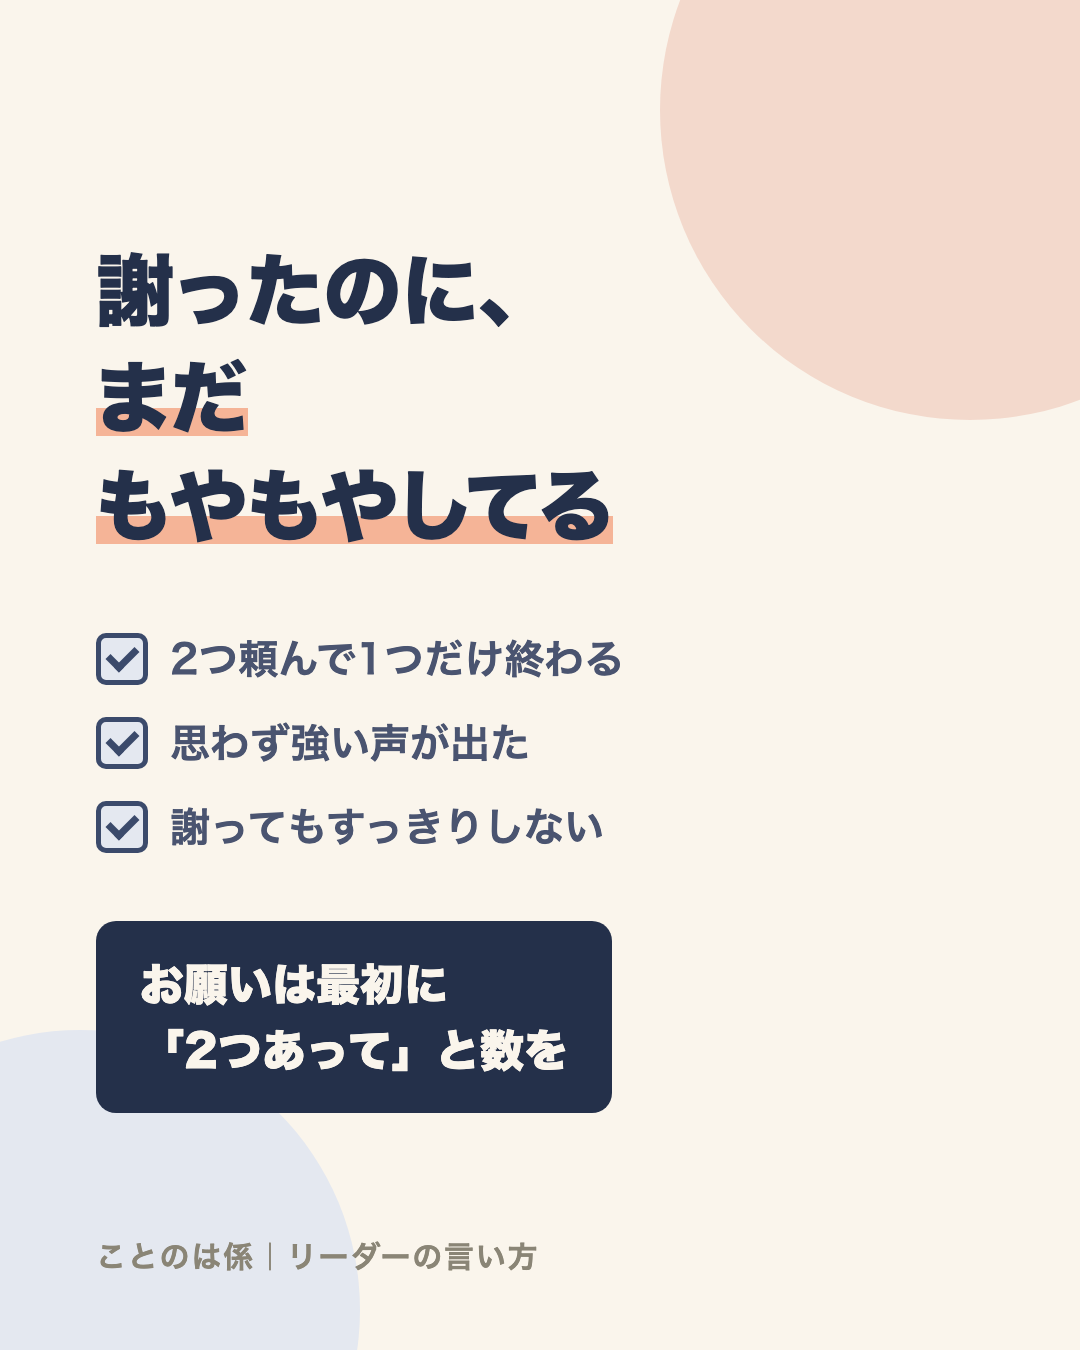 謝ったのに、
まだ
もやもやしてる
2つ頼んで1つだけ終わる
思わず強い声が出た
謝ってもすっきりしない
お願いは最初に
「2つあって」と数を
ことのは係｜リーダーの言い方